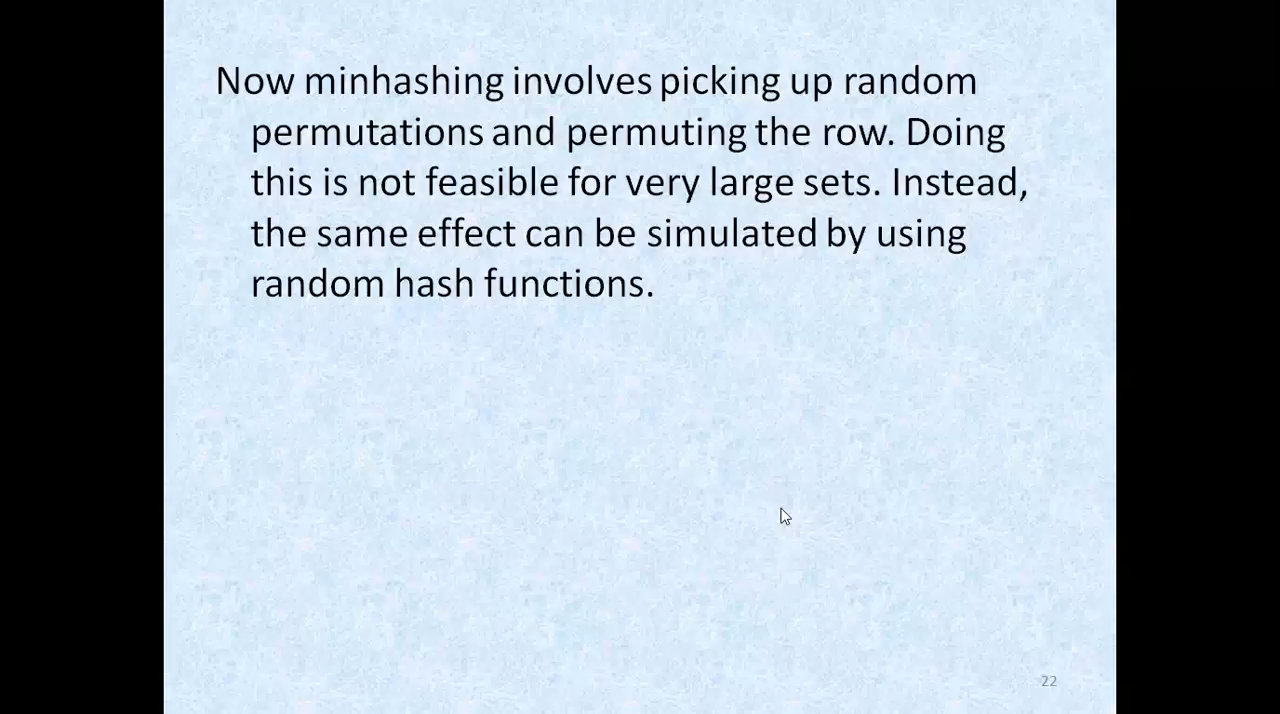 Now minhashing involves picking up random
permutations and permuting the row. Doing
this is not feasible for very large sets. Instead,
the same effect can be simulated by using
random hash functions.
22